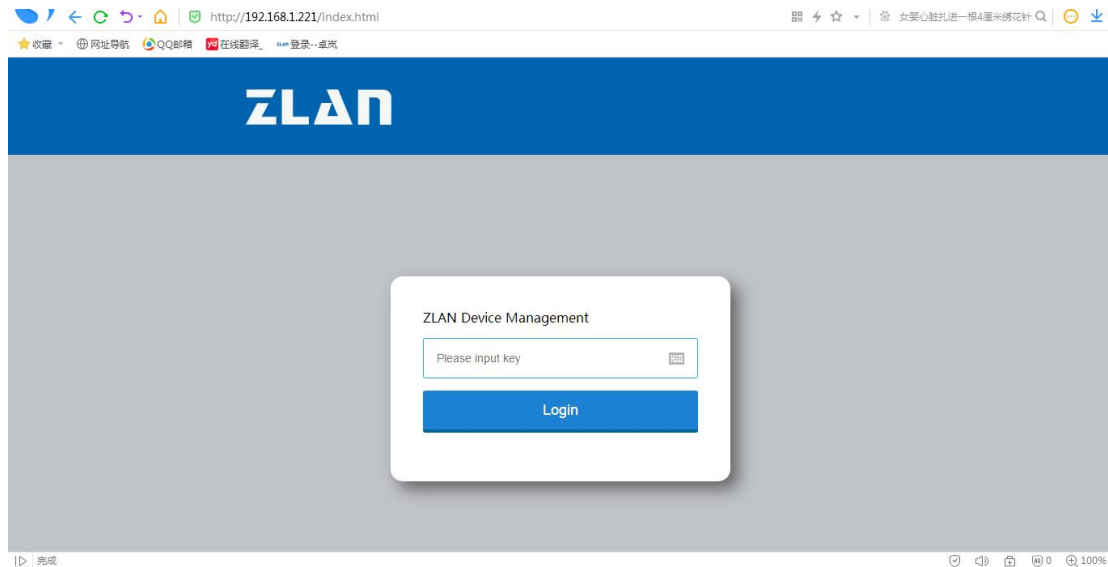 http://192.168.1.221/index.html
女婴心脏扎进一根4厘米绣花针
收藏 网址导航 QQ邮箱 yd 在线翻译_ ZLAN 登录--卓岚
ZLAN
ZLAN Device Management
Please input key
Login
完成
0 100%